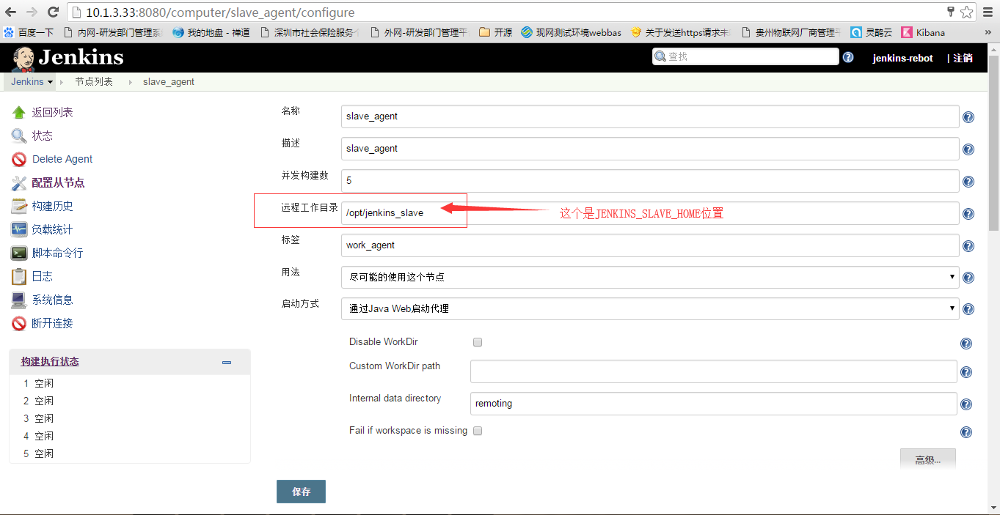 10.1.3.33:8080/computer/slave_agent/configure
百度一下 内网-研发部门管理系 我的地盘 - 禅道 深圳市社会保险服务个 外网-研发部门管理平 开源 现网测试环境webbas 关于发送https请求未 贵州物联网厂商管理平 灵鹊云 Kibana »
Jenkins 查找 jenkins-rebot | 注销
Jenkins 节点列表 slave_agent
返回列表
状态
Delete Agent
配置从节点
构建历史
负载统计
脚本命令行
日志
系统信息
断开连接
构建执行状态
1 空闲
2 空闲
3 空闲
4 空闲
5 空闲
名称 slave_agent
描述 slave_agent
并发构建数 5
远程工作目录 /opt/jenkins_slave 这个是JENKINS_SLAVE_HOME位置
标签 work_agent
用法 尽可能的使用这个节点
启动方式 通过Java Web启动代理
Disable WorkDir
Custom WorkDir path
Internal data directory remoting
Fail if workspace is missing
高级...
保存